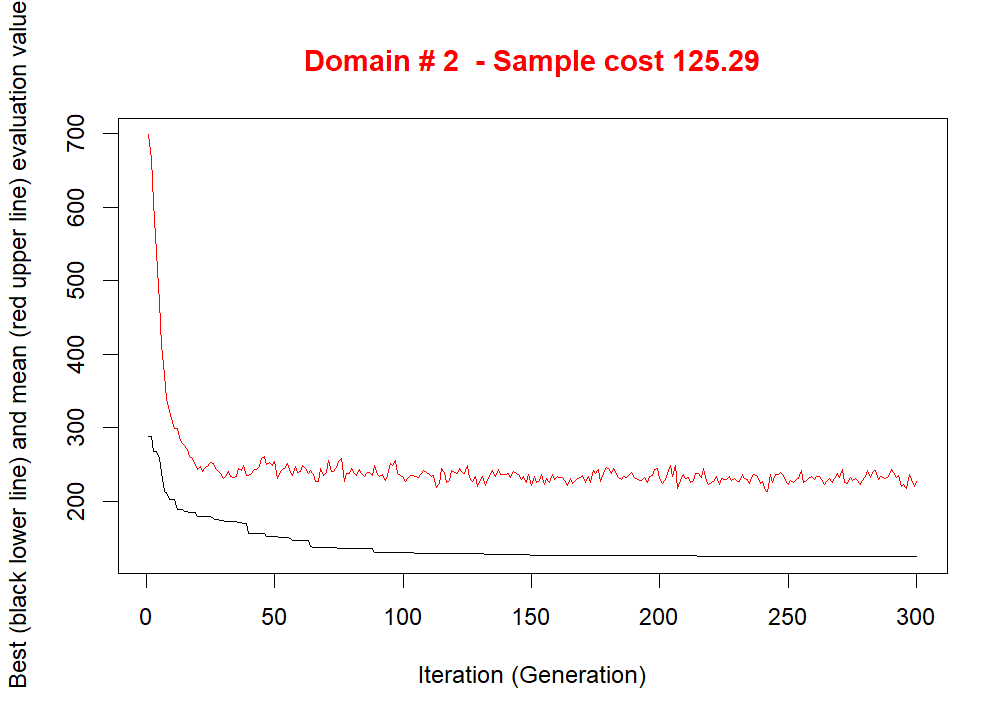 Domain # 2  - Sample cost 125.29
Best (black lower line) and mean (red upper line) evaluation value
700
600
500
400
300
200
0 50 100 150 200 250 300
Iteration (Generation)